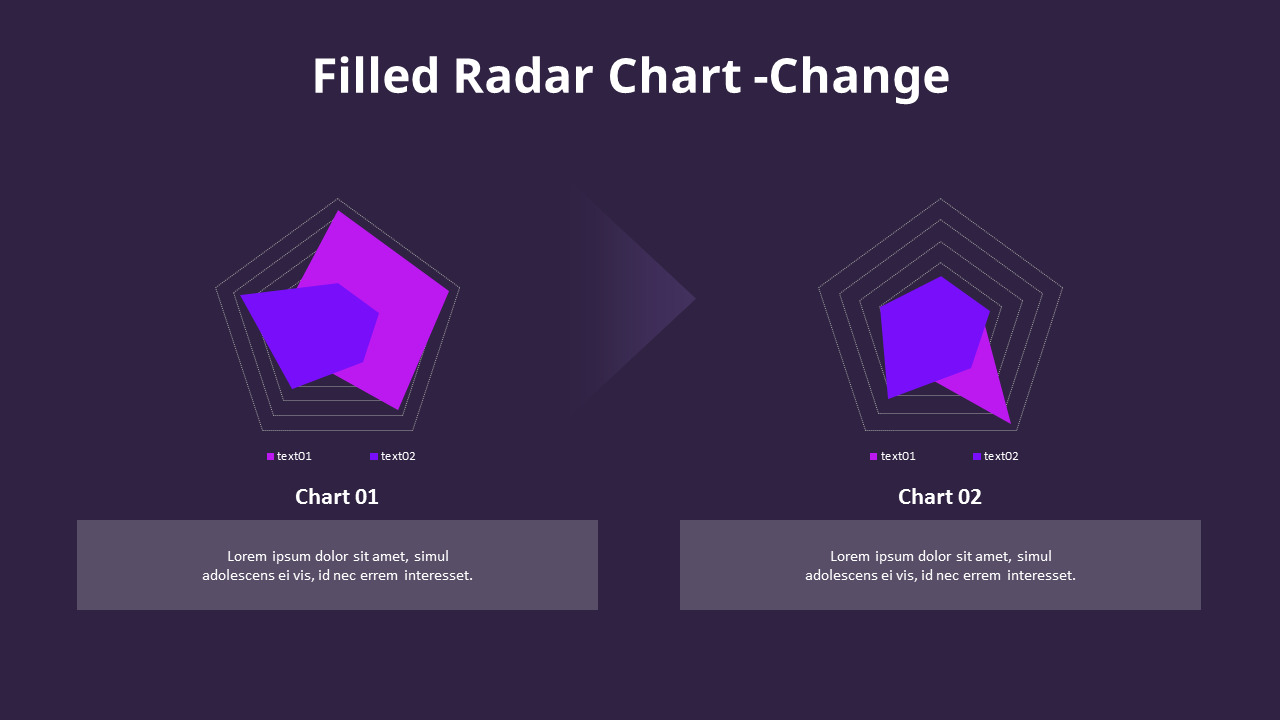 Filled Radar Chart -Change
text01 text02
text01 text02
Chart 01
Chart 02
Lorem ipsum dolor sit amet, simul
adolescens ei vis, id nec errem interesset.
Lorem ipsum dolor sit amet, simul
adolescens ei vis, id nec errem interesset.